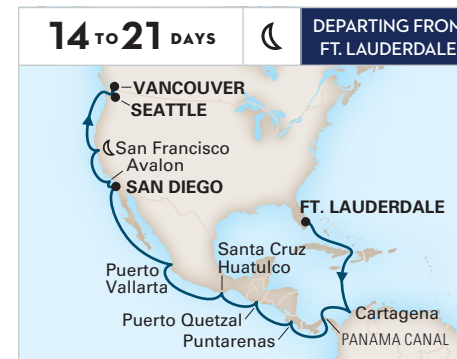 14 TO 21 DAYS
DEPARTING FROM
FT. LAUDERDALE
VANCOUVER
SEATTLE
San Francisco
Avalon
SAN DIEGO
FT. LAUDERDALE
Santa Cruz
Huatulco
Puerto
Vallarta
Puerto Quetzal
Puntarenas
Cartagena
PANAMA CANAL